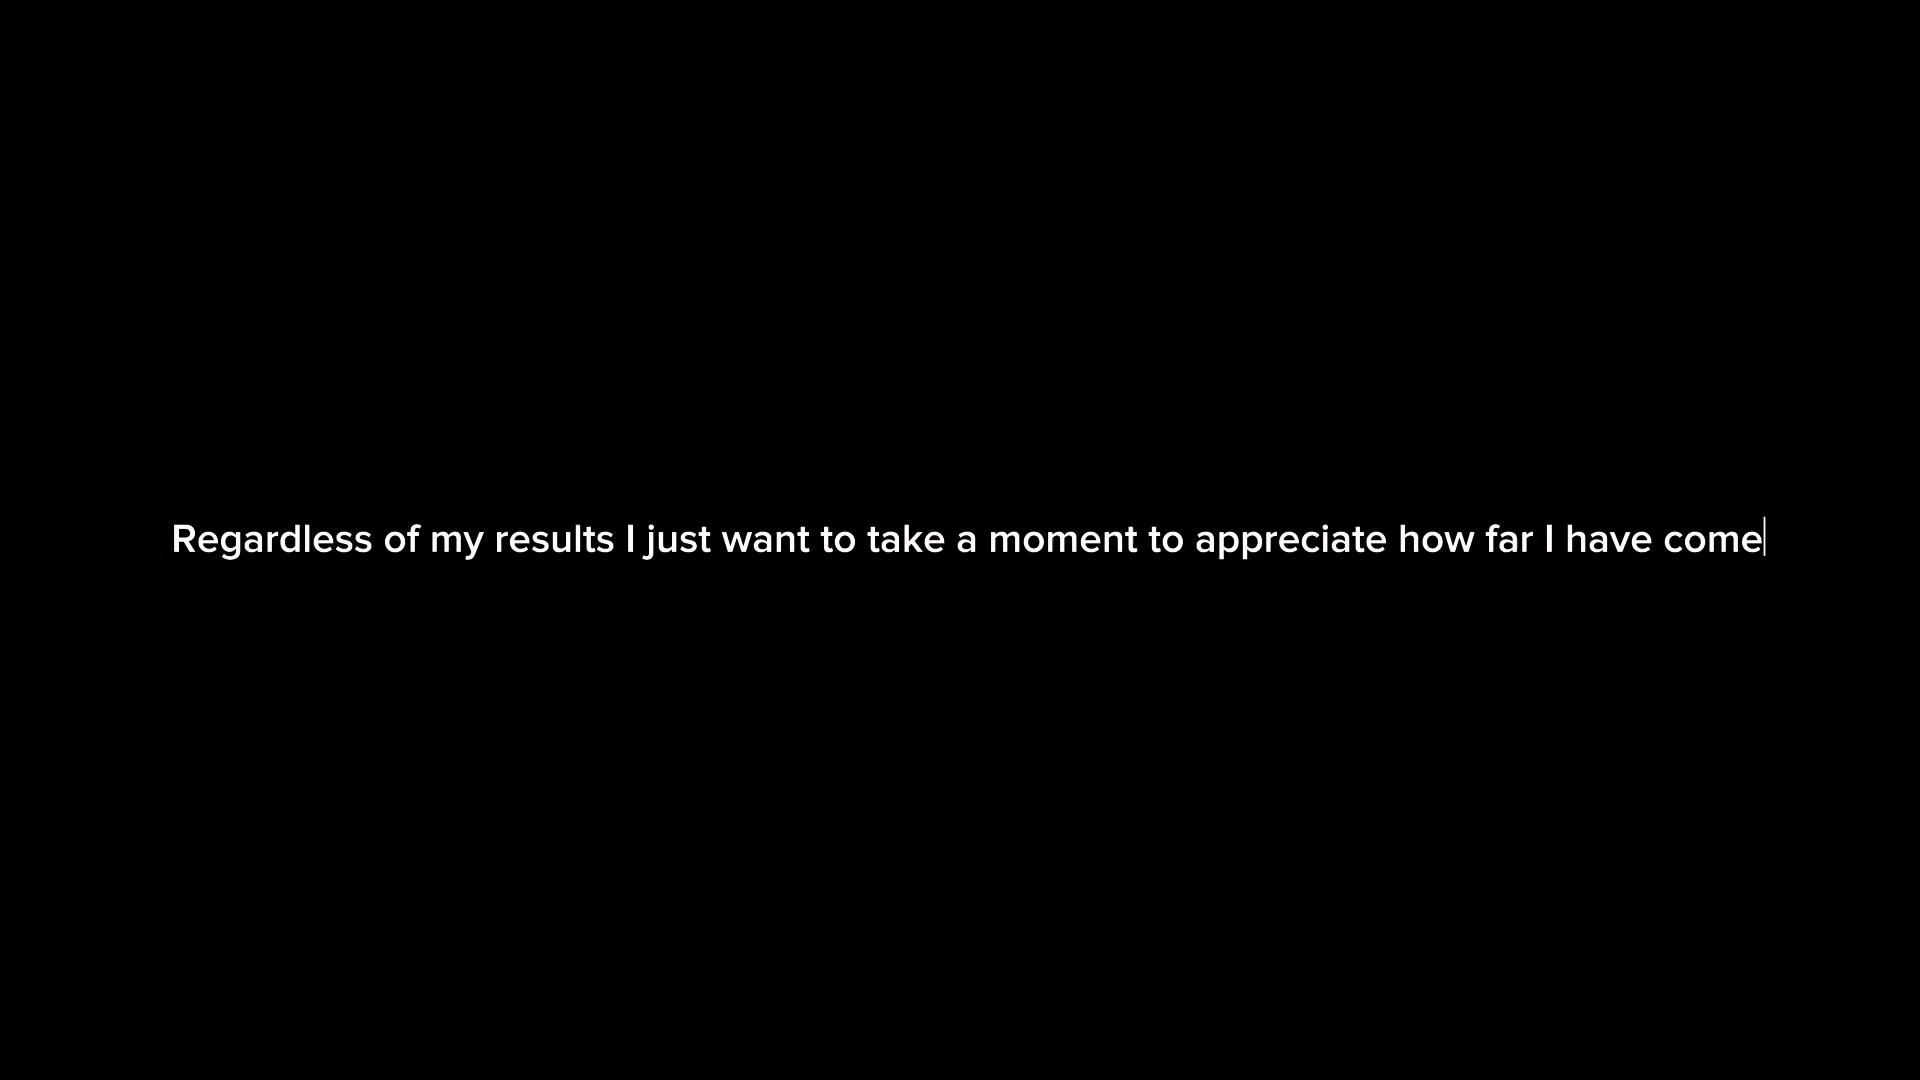 Regardless of my results I just want to take a moment to appreciate how far I have come